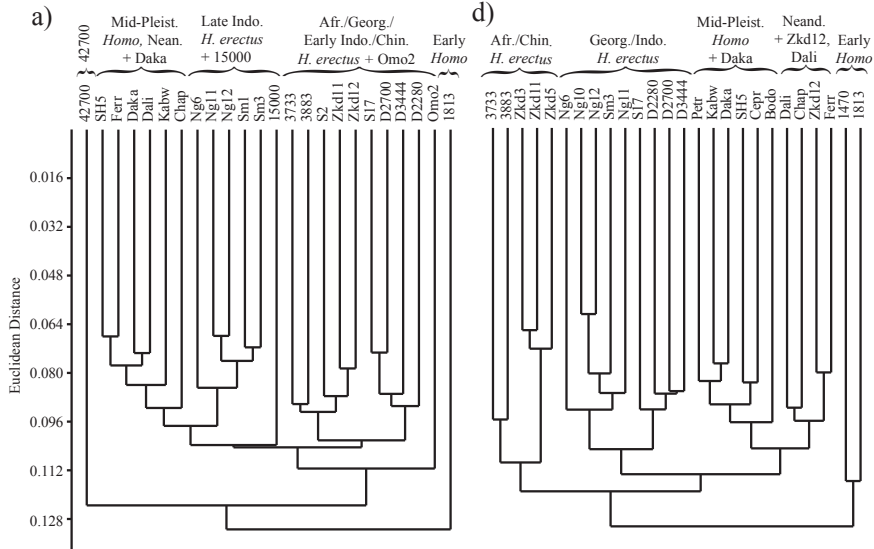 a)
42700
Mid-Pleist.
Homo, Nean.
+ Daka
Late Indo.
H. erectus
+ 15000
Afr./Georg./
Early Indo./Chin.
H. erectus + Omo2
Early
Homo
42700
SH5
Ferr
Daka
Dali
Kabw
Chap
Ng6
Ng11
Ng12
Sm1
Sm3
15000
3733
3883
S2
Zkd11
Zkd12
S17
D2700
D3444
D2280
Omo2
1813
Euclidean Distance
0.016
0.032
0.048
0.064
0.080
0.096
0.112
0.128
d)
Afr./Chin.
H. erectus
Georg./Indo.
H. erectus
Mid-Pleist.
Homo
+ Daka
Neand.
+ Zkd12,
Dali
Early
Homo
3733
3883
Zkd3
Zkd11
Zkd5
Ng6
Ng10
Ng12
Sm3
Ng11
S17
D2280
D2700
D3444
Petr
Kabw
Daka
SH5
Cepr
Bodo
Dali
Chap
Zkd12
Ferr
1470
1813